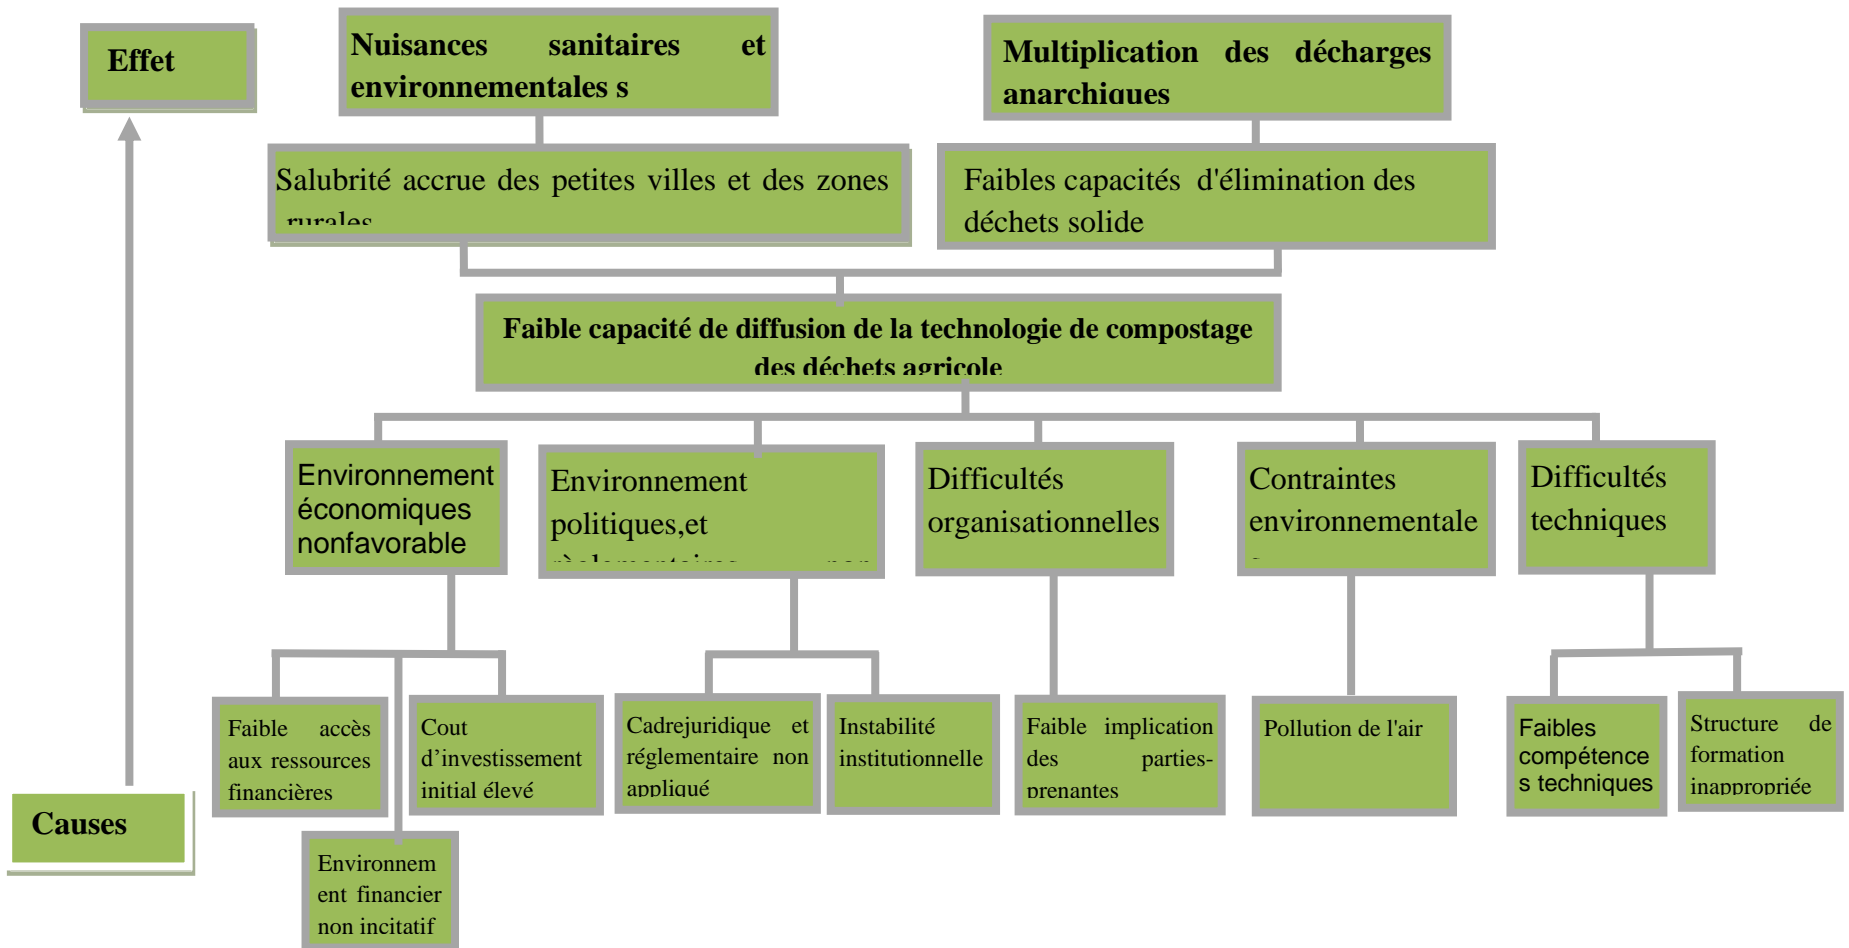 Effet
Nuisances sanitaires et
environnementales s
Multiplication des décharges
anarchiques
Salubrité accrue des petites villes et des zones
rurales
Faibles capacités d'élimination des
déchets solide
Faible capacité de diffusion de la technologie de compostage
des déchets agricole
Environnement
économiques
nonfavorable
Environnement
politiques,et
règlementaires non
Difficultés
organisationnelles
Contraintes
environnementale
s
Difficultés
techniques
Faible accès
aux ressources
financières
Cout
d’investissement
initial élevé
Cadrejuridique et
réglementaire non
appliqué
Instabilité
institutionnelle
Faible implication
des parties-
prenantes
Pollution de l'air
Faibles
compétence
s techniques
Structure de
formation
inappropriée
Causes
Environnem
ent financier
non incitatif